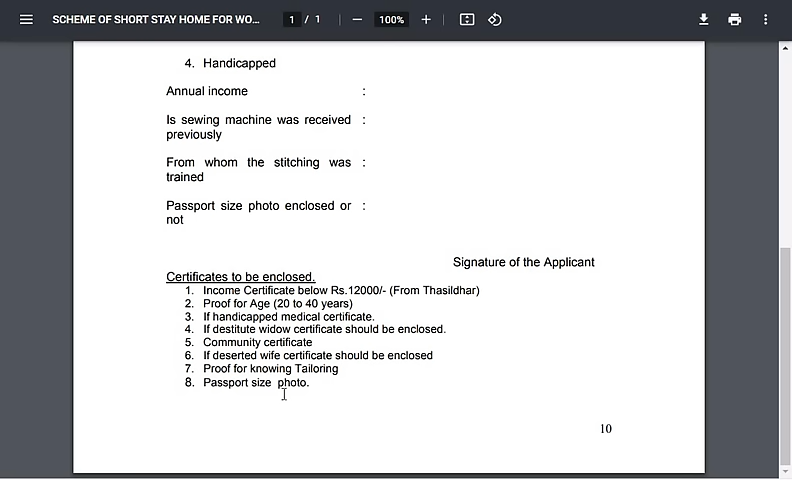 SCHEME OF SHORT STAY HOME FOR WO... 1 / 1 100%
4. Handicapped
Annual income :
Is sewing machine was received :
previously
From whom the stitching was :
trained
Passport size photo enclosed or :
not
Signature of the Applicant
Certificates to be enclosed.
1. Income Certificate below Rs.12000/- (From Thasildhar)
2. Proof for Age (20 to 40 years)
3. If handicapped medical certificate.
4. If destitute widow certificate should be enclosed.
5. Community certificate
6. If deserted wife certificate should be enclosed
7. Proof for knowing Tailoring
8. Passport size photo.
10